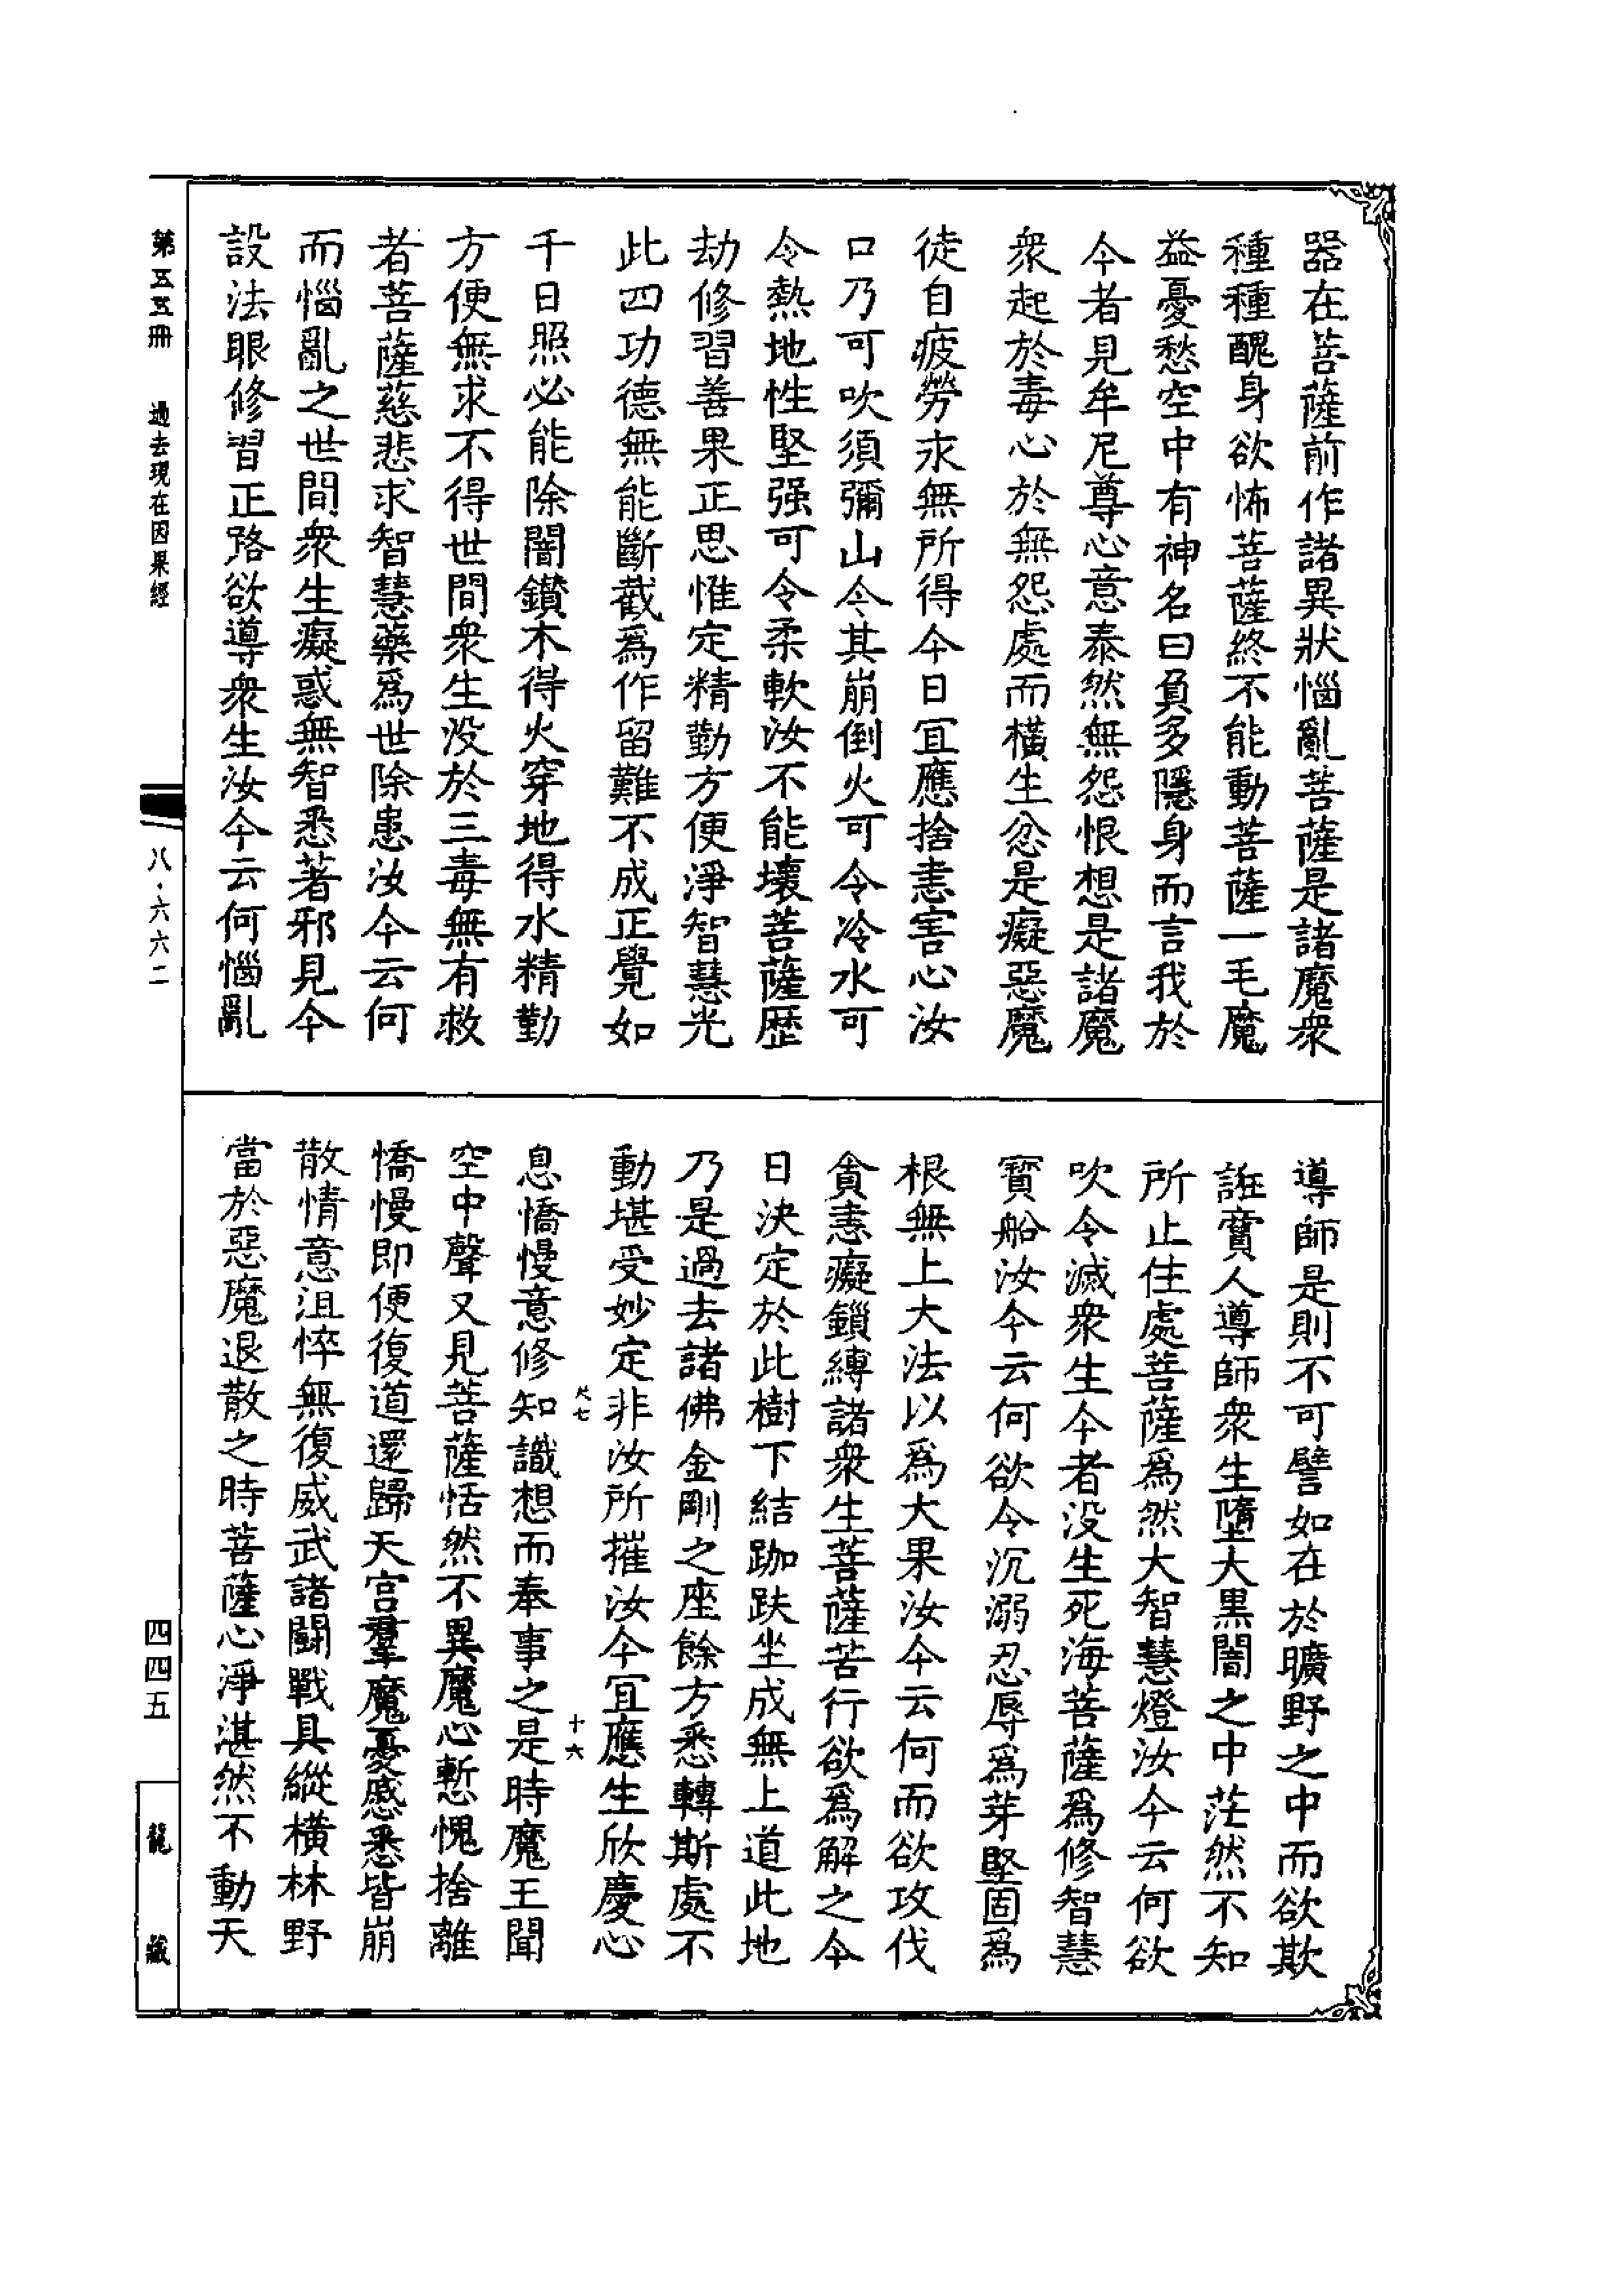 器在菩薩前作諸異狀惱亂菩薩是諸魔衆
種種醜身欲怖菩薩終不能動菩薩一毛魔
益憂愁空中有神名曰負多隱身而言我於
今者見牟尼尊心意泰然無怨恨想是諸魔
衆起於毒心於無怨處而橫生忿是癡惡魔
徒自疲勞永無所得今日宜應捨恚害心汝
口乃可吹須彌山令其崩倒火可令冷水可
令熱地性堅强可令柔軟汝不能壞菩薩歷
劫修習善果正思惟定精勤方便淨智慧光
此四功德無能斷截爲作留難不成正覺如
千日照必能除闇鑚木得火穿地得水精勤
方便無求不得世間衆生没於三毒無有救
者菩薩慈悲求智慧藥爲世除患汝今云何
而惱亂之世間衆生癡惑無智悉著邪見今
設法眼修習正路欲導衆生汝今云何惱亂
導師是則不可譬如在於曠野之中而欲欺
誑賓人導師衆生墮大黑闇之中茫然不知
所止住處菩薩爲然大智慧燈汝今云何欲
吹令滅衆生今者没生死海菩薩爲修智慧
寶船汝今云何欲令沉溺忍辱爲芽堅固爲
根無上大法以爲大果汝今云何而欲攻伐
貪恚癡鎖縛諸衆生菩薩苦行欲爲解之今
日決定於此樹下結跏趺坐成無上道此地
乃是過去諸佛金剛之座餘方悉轉斯處不
動堪受妙定非汝所摧汝今宜應生欣慶心
尺七
十六
息憍慢意修知識想而奉事之是時魔王聞
空中聲又見菩薩恬然不異魔心慙愧捨離
憍慢即便復道還歸天宮羣魔憂慼悉皆崩
散情意沮悴無復威武諸鬪戰具縱橫林野
當於惡魔退散之時菩薩心淨湛然不動天
第五五冊
過去現在因果經
八·六六二
四四五
龍藏